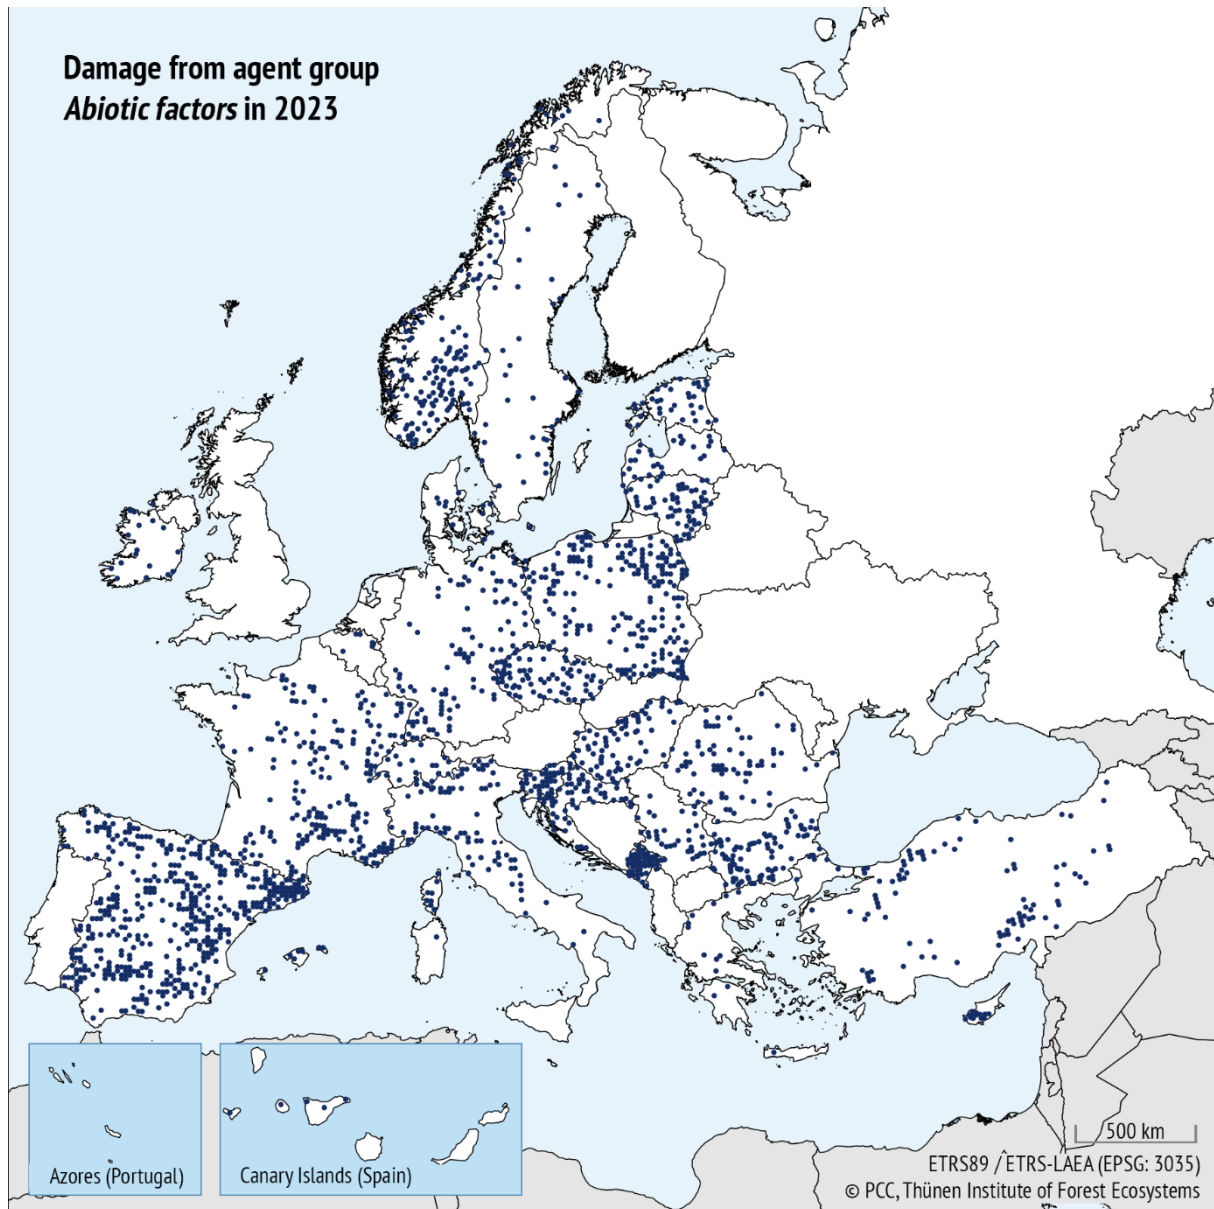 Damage from agent group
Abiotic factors in 2023
500 km
Azores (Portugal)
Canary Islands (Spain)
ETRS89 /ˆETRS-LAEA (EPSG: 3035)
© PCC, Thünen Institute of Forest Ecosystems